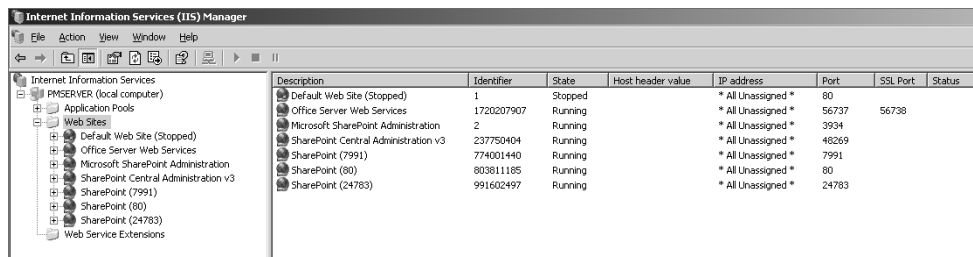 Internet Information Services (IIS) Manager
File Action View Window Help
Internet Information Services
PMSERVER (local computer)
Application Pools
Web Sites
Default Web Site (Stopped)
Office Server Web Services
Microsoft SharePoint Administration
SharePoint Central Administration v3
SharePoint (7991)
SharePoint (80)
SharePoint (24783)
Web Service Extensions
Description Identifier State Host header value IP address Port SSL Port Status
Default Web Site (Stopped) 1 Stopped * All Unassigned * 80
Office Server Web Services 1720207907 Running * All Unassigned * 56737 56738
Microsoft SharePoint Administration 2 Running * All Unassigned * 3934
SharePoint Central Administration v3 237750404 Running * All Unassigned * 48269
SharePoint (7991) 774001440 Running * All Unassigned * 7991
SharePoint (80) 803811185 Running * All Unassigned * 80
SharePoint (24783) 991602497 Running * All Unassigned * 24783